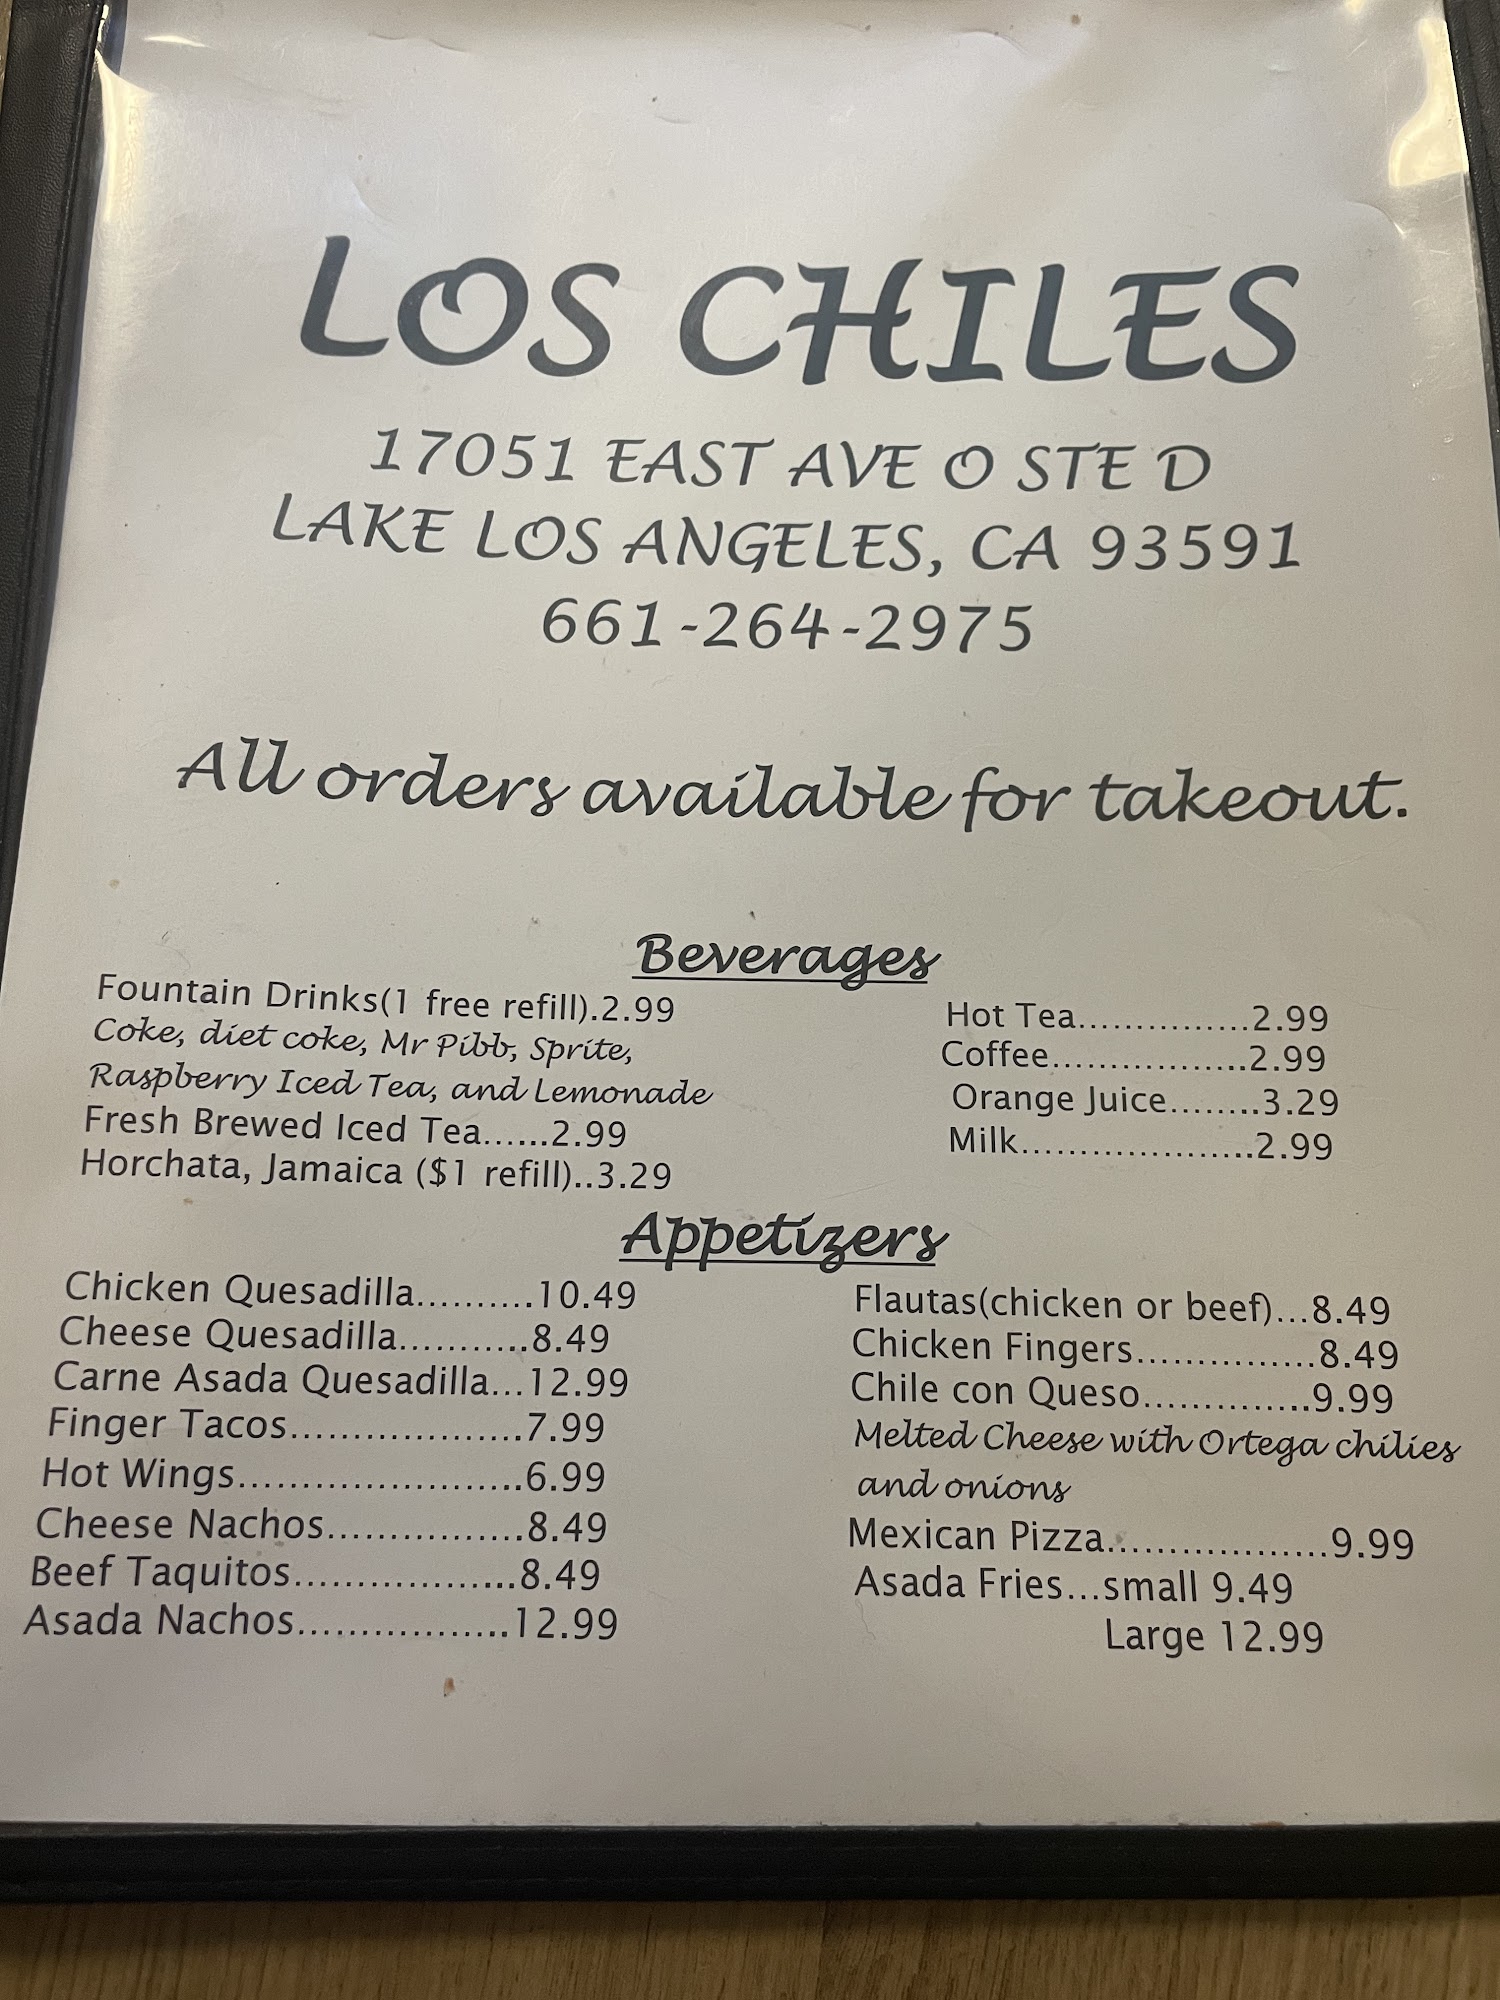 LOS CHILES
17051 EAST AVE O STE D
LAKE LOS ANGELES, CA 93591
661-264-2975
All orders available for takeout.
Beverages
Fountain Drinks(1 free refill).2.99
Coke, diet coke, Mr Pibb, Sprite,
Raspberry Iced Tea, and Lemonade
Fresh Brewed Iced Tea......2.99
Horchata, Jamaica ($1 refill)..3.29
Hot Tea................2.99
Coffee..................2.99
Orange Juice........3.29
Milk.....................2.99
Appetizers
Chicken Quesadilla..........10.49
Cheese Quesadilla...........8.49
Carne Asada Quesadilla...12.99
Finger Tacos.....................7.99
Hot Wings.........................6.99
Cheese Nachos.................8.49
Beef Taquitos....................8.49
Asada Nachos...................12.99
Flautas(chicken or beef)...8.49
Chicken Fingers................8.49
Chile con Queso...............9.99
Melted Cheese with Ortega chilies
and onions
Mexican Pizza...................9.99
Asada Fries...small 9.49
Large 12.99